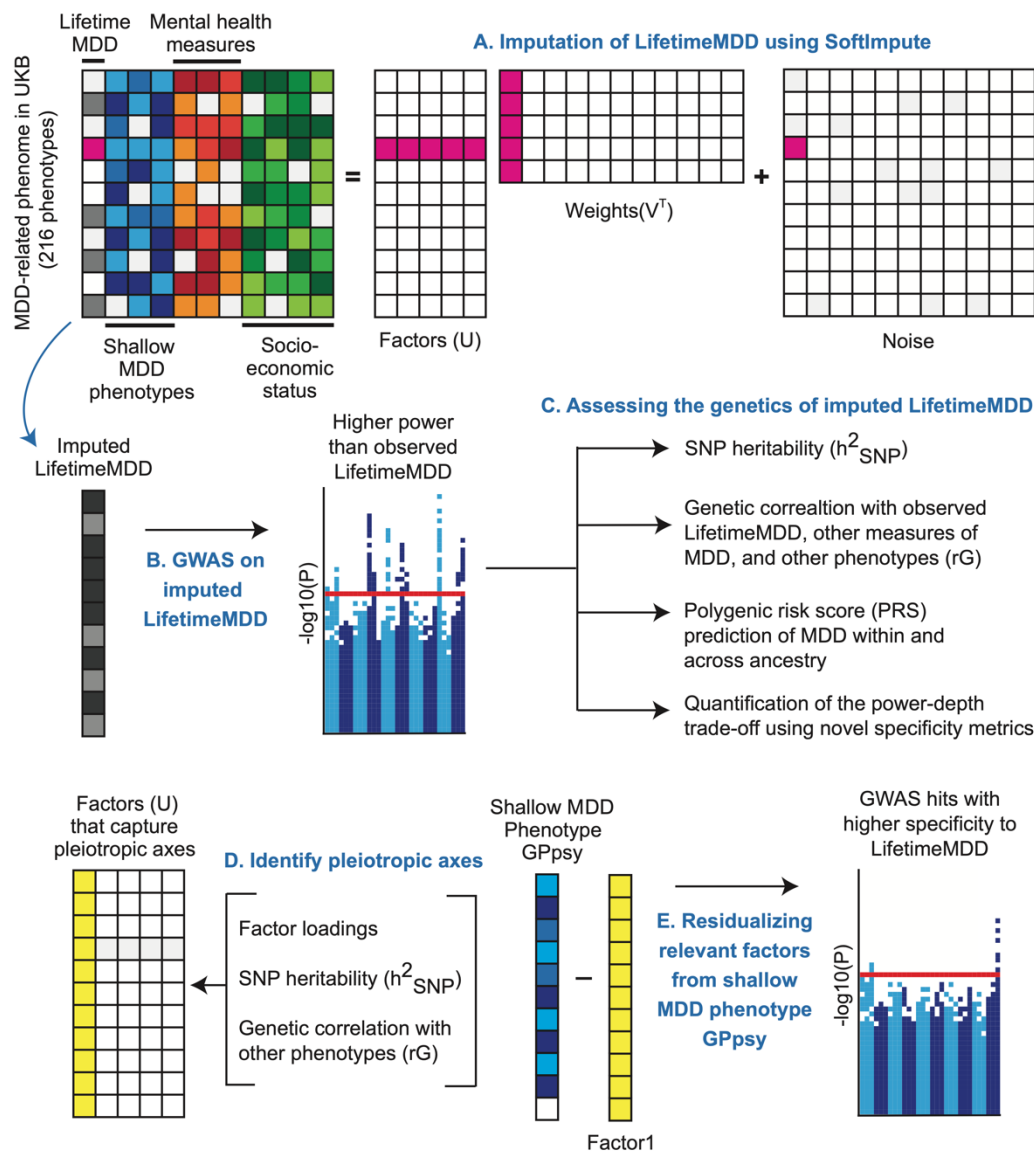 Lifetime
MDD
Mental health
measures
A. Imputation of LifetimeMDD using SoftImpute
MDD-related phenome in UKB
(216 phenotypes)
=
Weights(V^T)
+
Shallow
MDD
phenotypes
Socio-
economic
status
Factors (U)
Noise
Imputed
LifetimeMDD
B. GWAS on
imputed
LifetimeMDD
Higher power
than observed
LifetimeMDD
-log10(P)
C. Assessing the genetics of imputed LifetimeMDD
SNP heritability (h²SNP)
Genetic correaltion with observed
LifetimeMDD, other measures of
MDD, and other phenotypes (rG)
Polygenic risk score (PRS)
prediction of MDD within and
across ancestry
Quantification of the power-depth
trade-off using novel specificity metrics
Factors (U)
that capture
pleiotropic axes
D. Identify pleiotropic axes
Factor loadings
SNP heritability (h²SNP)
Genetic correlation with
other phenotypes (rG)
Shallow MDD
Phenotype
GPpsy
−
Factor1
E. Residualizing
relevant factors
from shallow
MDD phenotype
GPpsy
GWAS hits with
higher specificity to
LifetimeMDD
-log10(P)